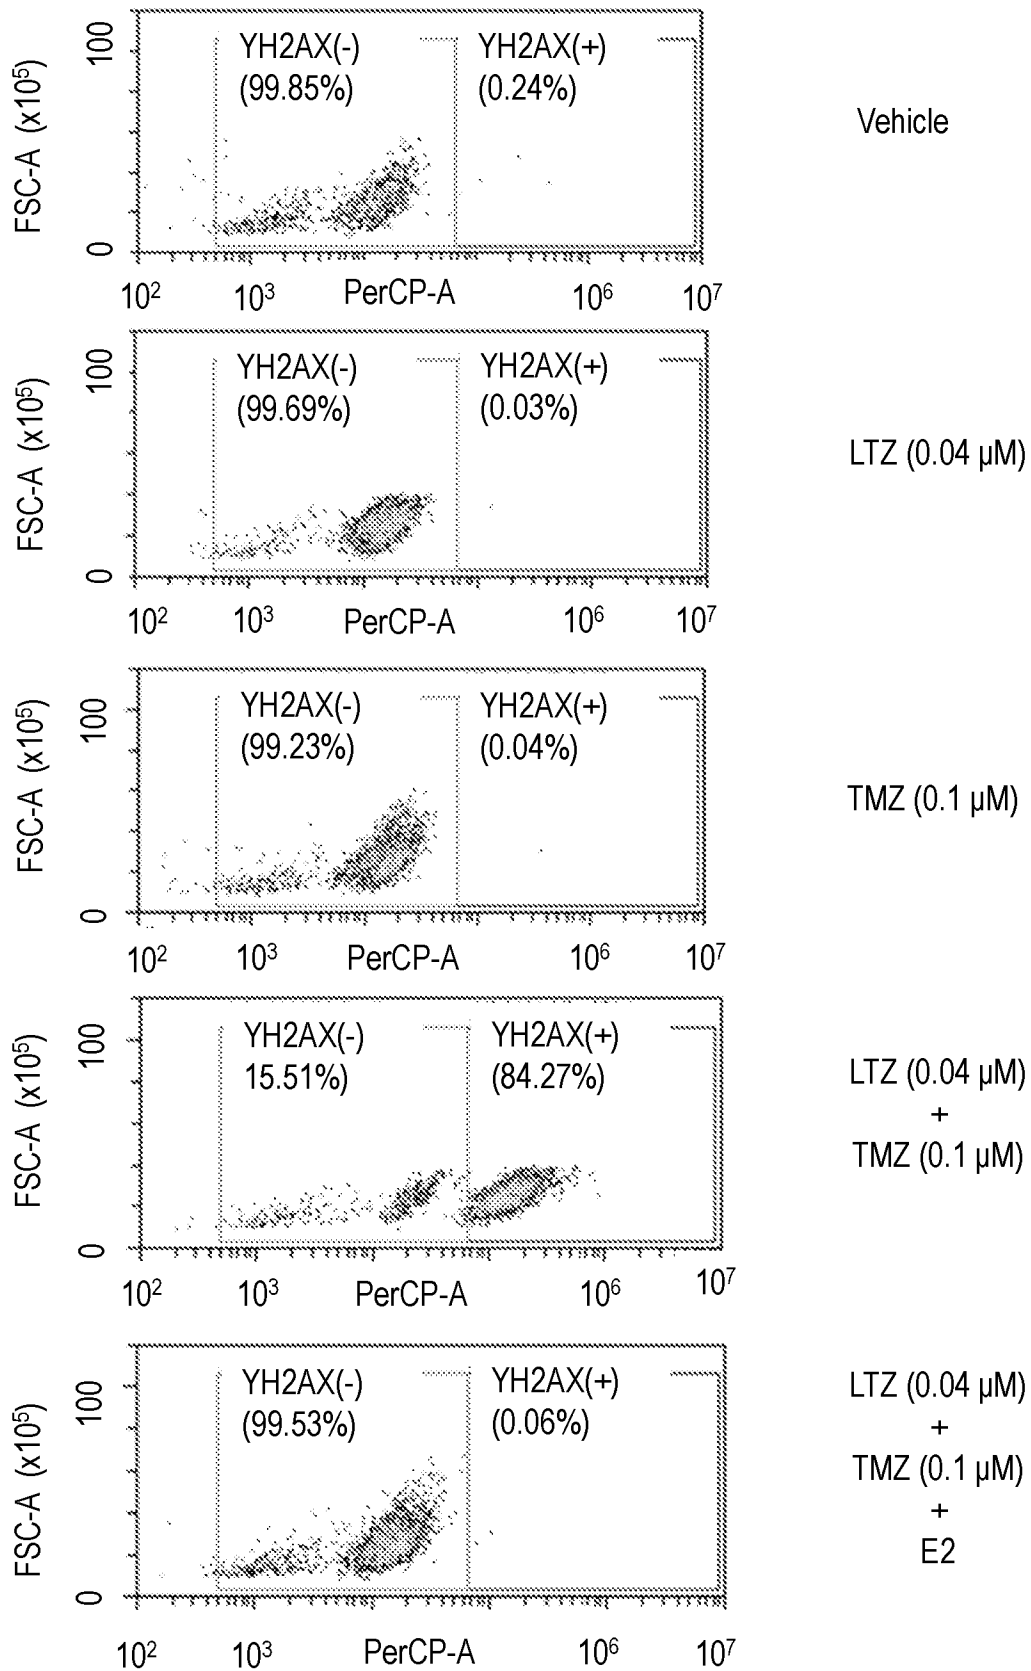 FSC-A (x10⁵)
100
0
YH2AX(-)
(99.85%)
YH2AX(+)
(0.24%)
10²
10³
PerCP-A
10⁶
10⁷
Vehicle
FSC-A (x10⁵)
100
0
YH2AX(-)
(99.69%)
YH2AX(+)
(0.03%)
10²
10³
PerCP-A
10⁶
10⁷
LTZ (0.04 µM)
FSC-A (x10⁵)
100
0
YH2AX(-)
(99.23%)
YH2AX(+)
(0.04%)
10²
10³
PerCP-A
10⁶
10⁷
TMZ (0.1 µM)
FSC-A (x10⁵)
100
0
YH2AX(-)
15.51%)
YH2AX(+)
(84.27%)
10²
10³
PerCP-A
10⁶
10⁷
LTZ (0.04 µM)
+
TMZ (0.1 µM)
FSC-A (x10⁵)
100
0
YH2AX(-)
(99.53%)
YH2AX(+)
(0.06%)
10²
10³
PerCP-A
10⁶
10⁷
LTZ (0.04 µM)
+
TMZ (0.1 µM)
+
E2